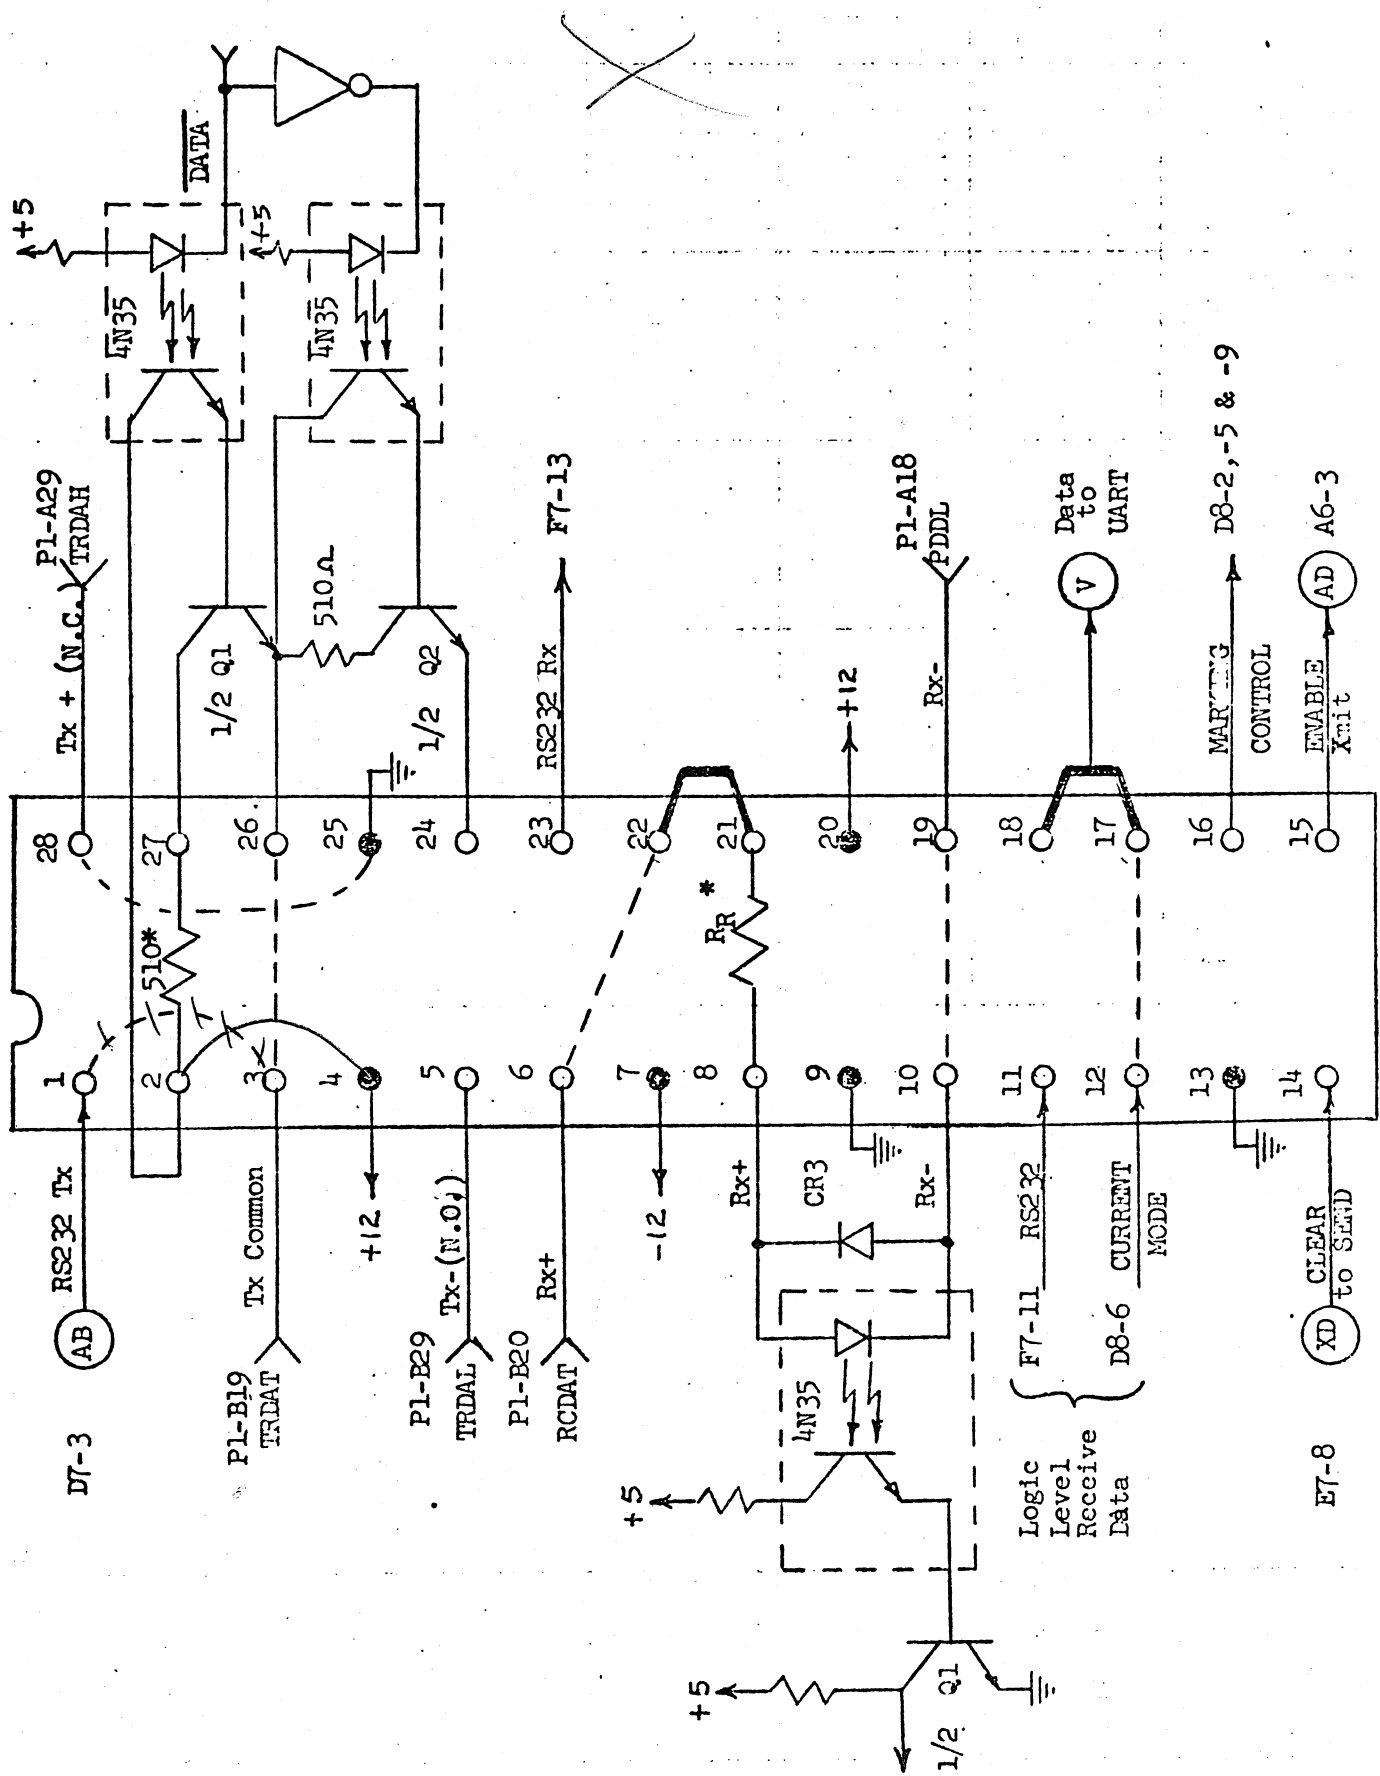 +5
DATA
4N35
+5
4N35
P1-A29
TRDAH
Tx + (N.C.)
1/2 Q1
510Ω
1/2 Q2
F7-13
RS232 Rx
+12
P1-A18
PDDL
Rx-
Data
to
UART
V
D8-2,-5 & -9
MARKING
CONTROL
A6-3
AD
ENABLE
Xmit
28
27
26
25
24
23
22
21
20
19
18
17
16
15
510*
RR *
1
2
3
4
5
6
7
8
9
10
11
12
13
14
D7-3
AB
RS232 Tx
P1-B19
TRDAT
Tx Common
+12
P1-B29
TRDAL
Tx-(N.O.)
P1-B20
RCDAT
Rx+
-12
Rx+
CR3
Rx-
4N35
+5
+5
1/2 Q1
F7-11 RS232
D8-6 CURRENT
MODE
Logic
Level
Receive
Data
E7-8
XD
CLEAR
to SEND